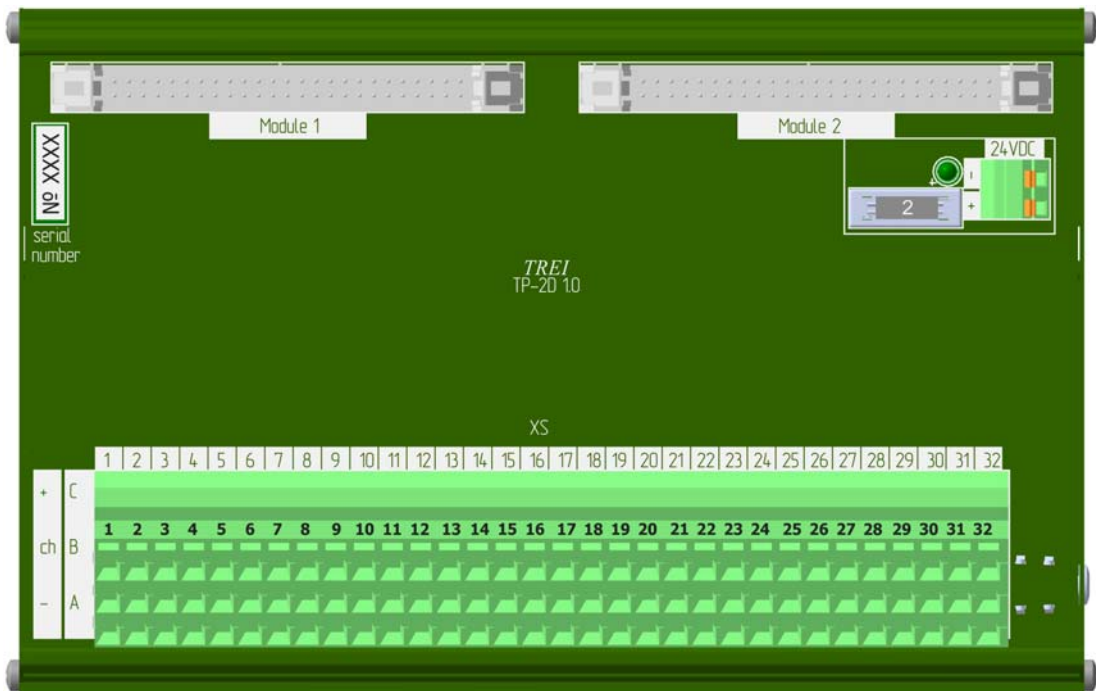 Module 1
Module 2
24VDC
XXXX №
serial
number
-
+
2
+
TREI
TP-2D 1.0
XS
1 2 3 4 5 6 7 8 9 10 11 12 13 14 15 16 17 18 19 20 21 22 23 24 25 26 27 28 29 30 31 32
+ C
1 2 3 4 5 6 7 8 9 10 11 12 13 14 15 16 17 18 19 20 21 22 23 24 25 26 27 28 29 30 31 32
ch B
- A